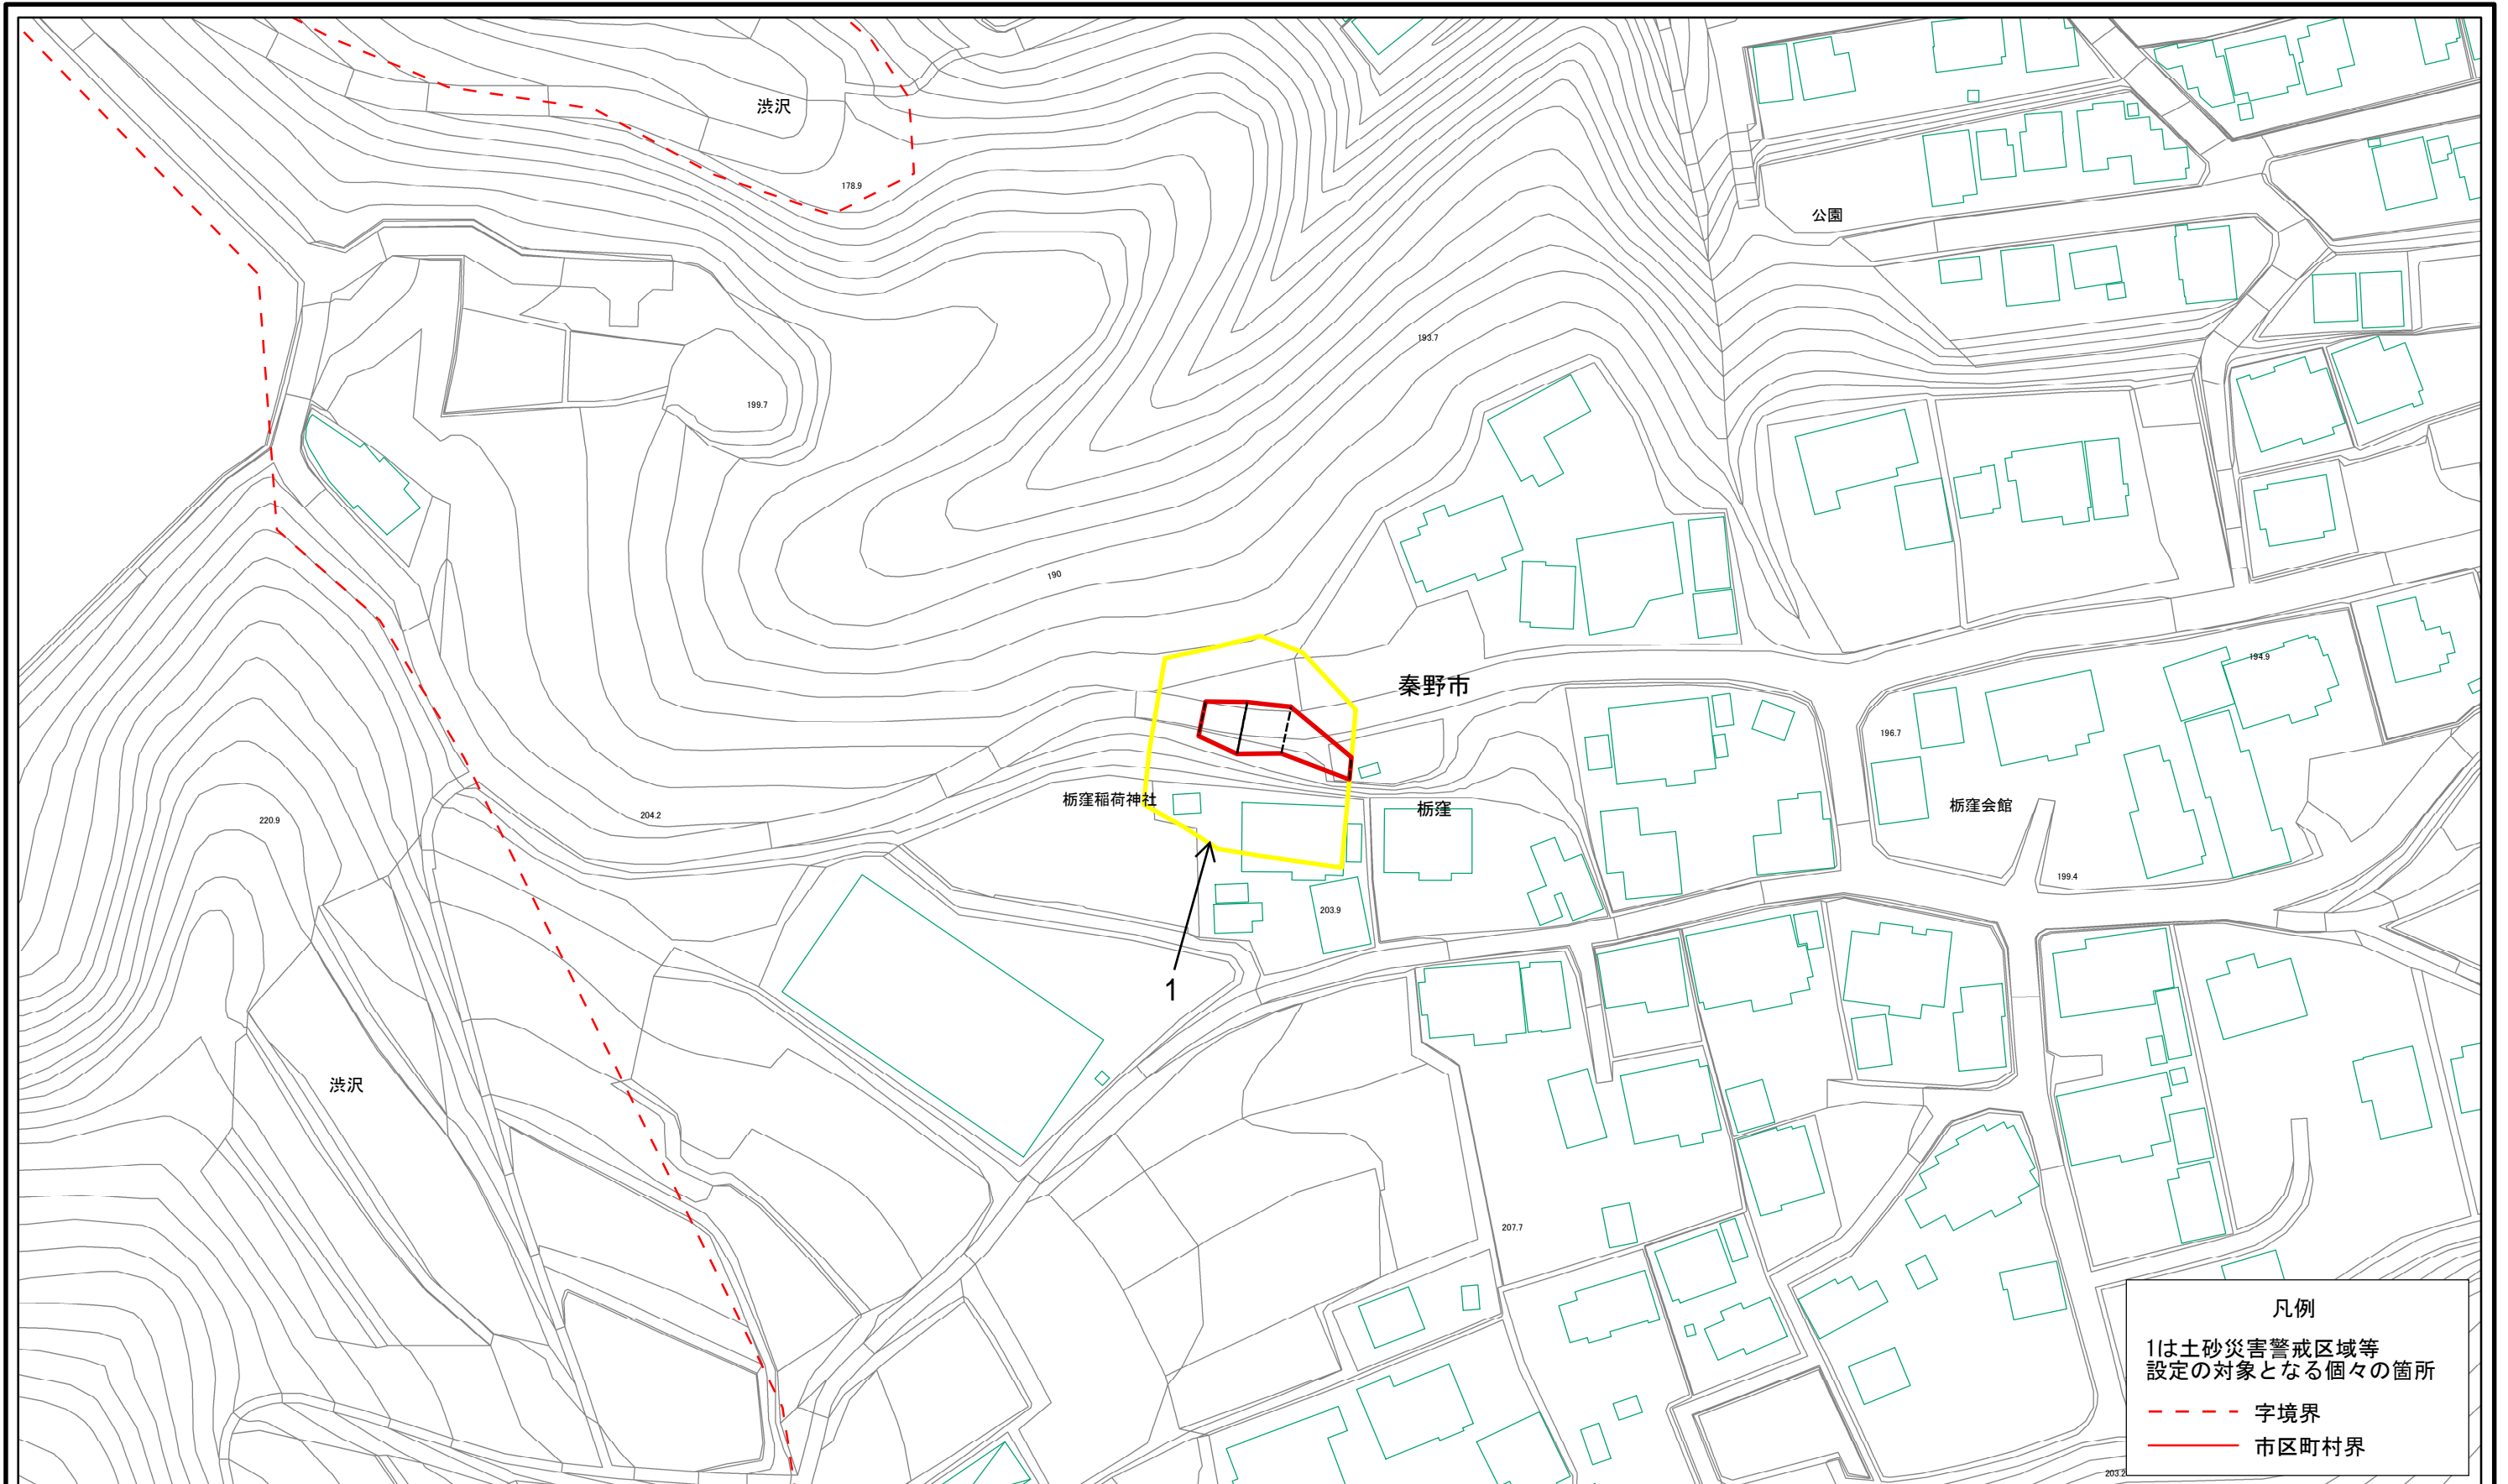 渋沢
178.9
公園
193.7
199.7
190
秦野市
194.9
196.7
栃窪稲荷神社
栃窪
栃窪会館
204.2
220.9
199.4
203.9
1
渋沢
207.7
凡例
1は土砂災害警戒区域等
設定の対象となる個々の箇所
字境界
市区町村界